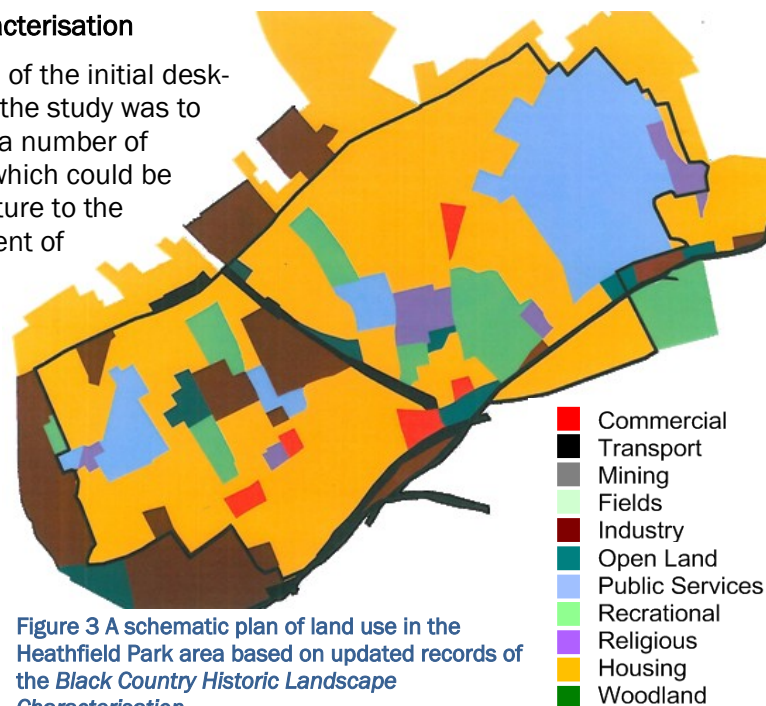 acterisation
of the initial desk-
the study was to
a number of
which could be
ture to the
ent of
Commercial
Transport
Mining
Fields
Industry
Open Land
Public Services
Recrational
Religious
Housing
Woodland
Figure 3 A schematic plan of land use in the
Heathfield Park area based on updated records of
the Black Country Historic Landscape
Characterisation